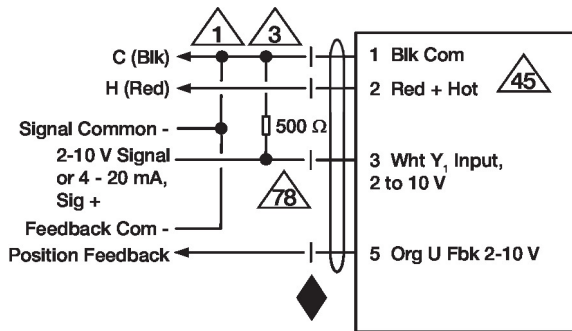 1
3
C (Blk)
1 Blk Com
45
H (Red)
2 Red + Hot
Signal Common -
500 Ω
2-10 V Signal
or 4 - 20 mA,
Sig +
3 Wht Y₁ Input,
2 to 10 V
78
Feedback Com -
Position Feedback
5 Org U Fbk 2-10 V